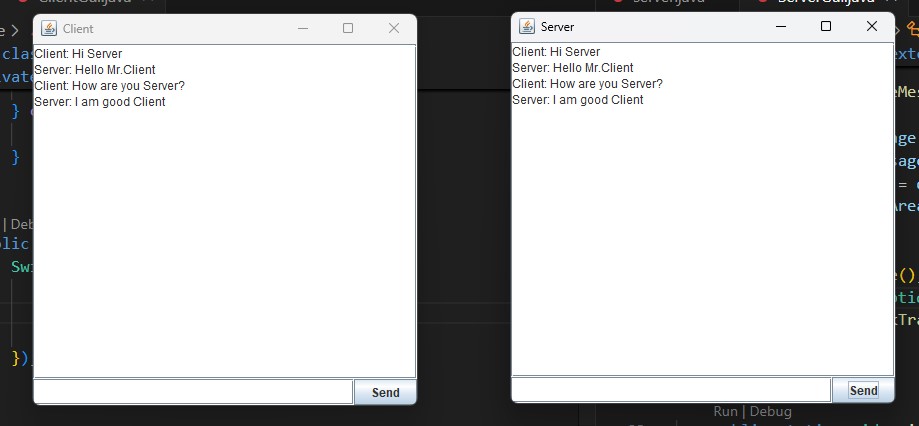 Client
Client: Hi Server
Server: Hello Mr.Client
Client: How are you Server?
Server: I am good Client
Send
Server
Client: Hi Server
Server: Hello Mr.Client
Client: How are you Server?
Server: I am good Client
Send
Run | Debug